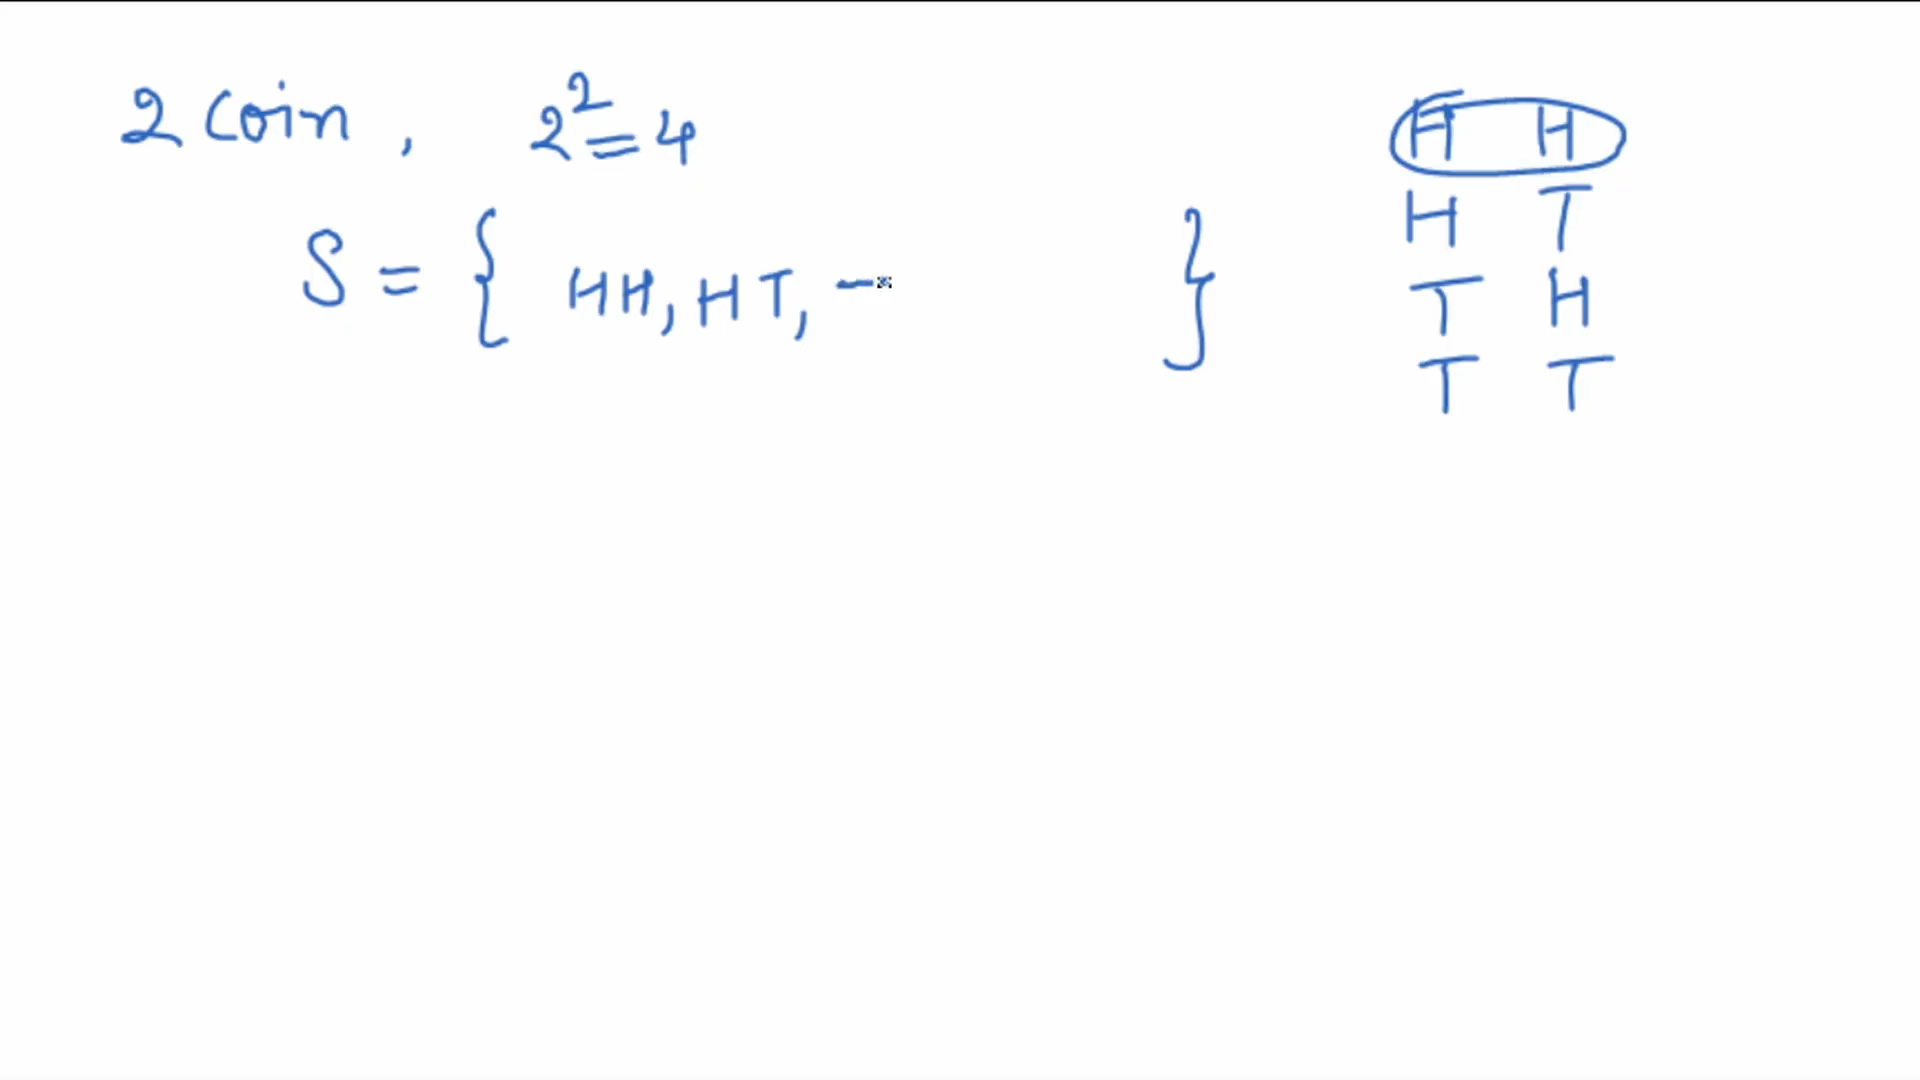 2 coin, 2² = 4
S = { HH, HT, - }
H H
H T
T H
T T